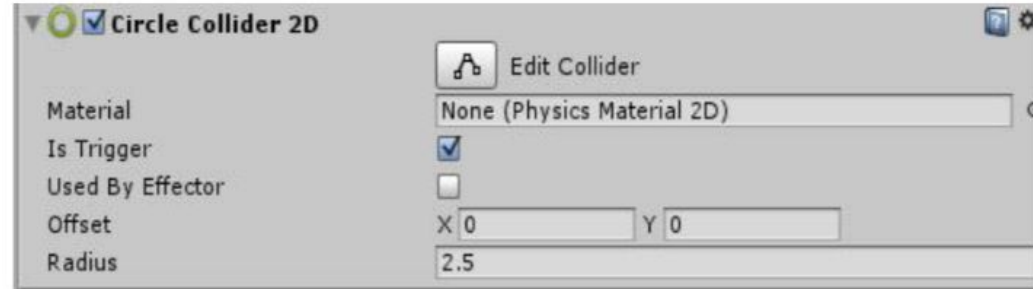 Circle Collider 2D
Edit Collider
Material None (Physics Material 2D)
Is Trigger
Used By Effector
Offset X 0 Y 0
Radius 2.5